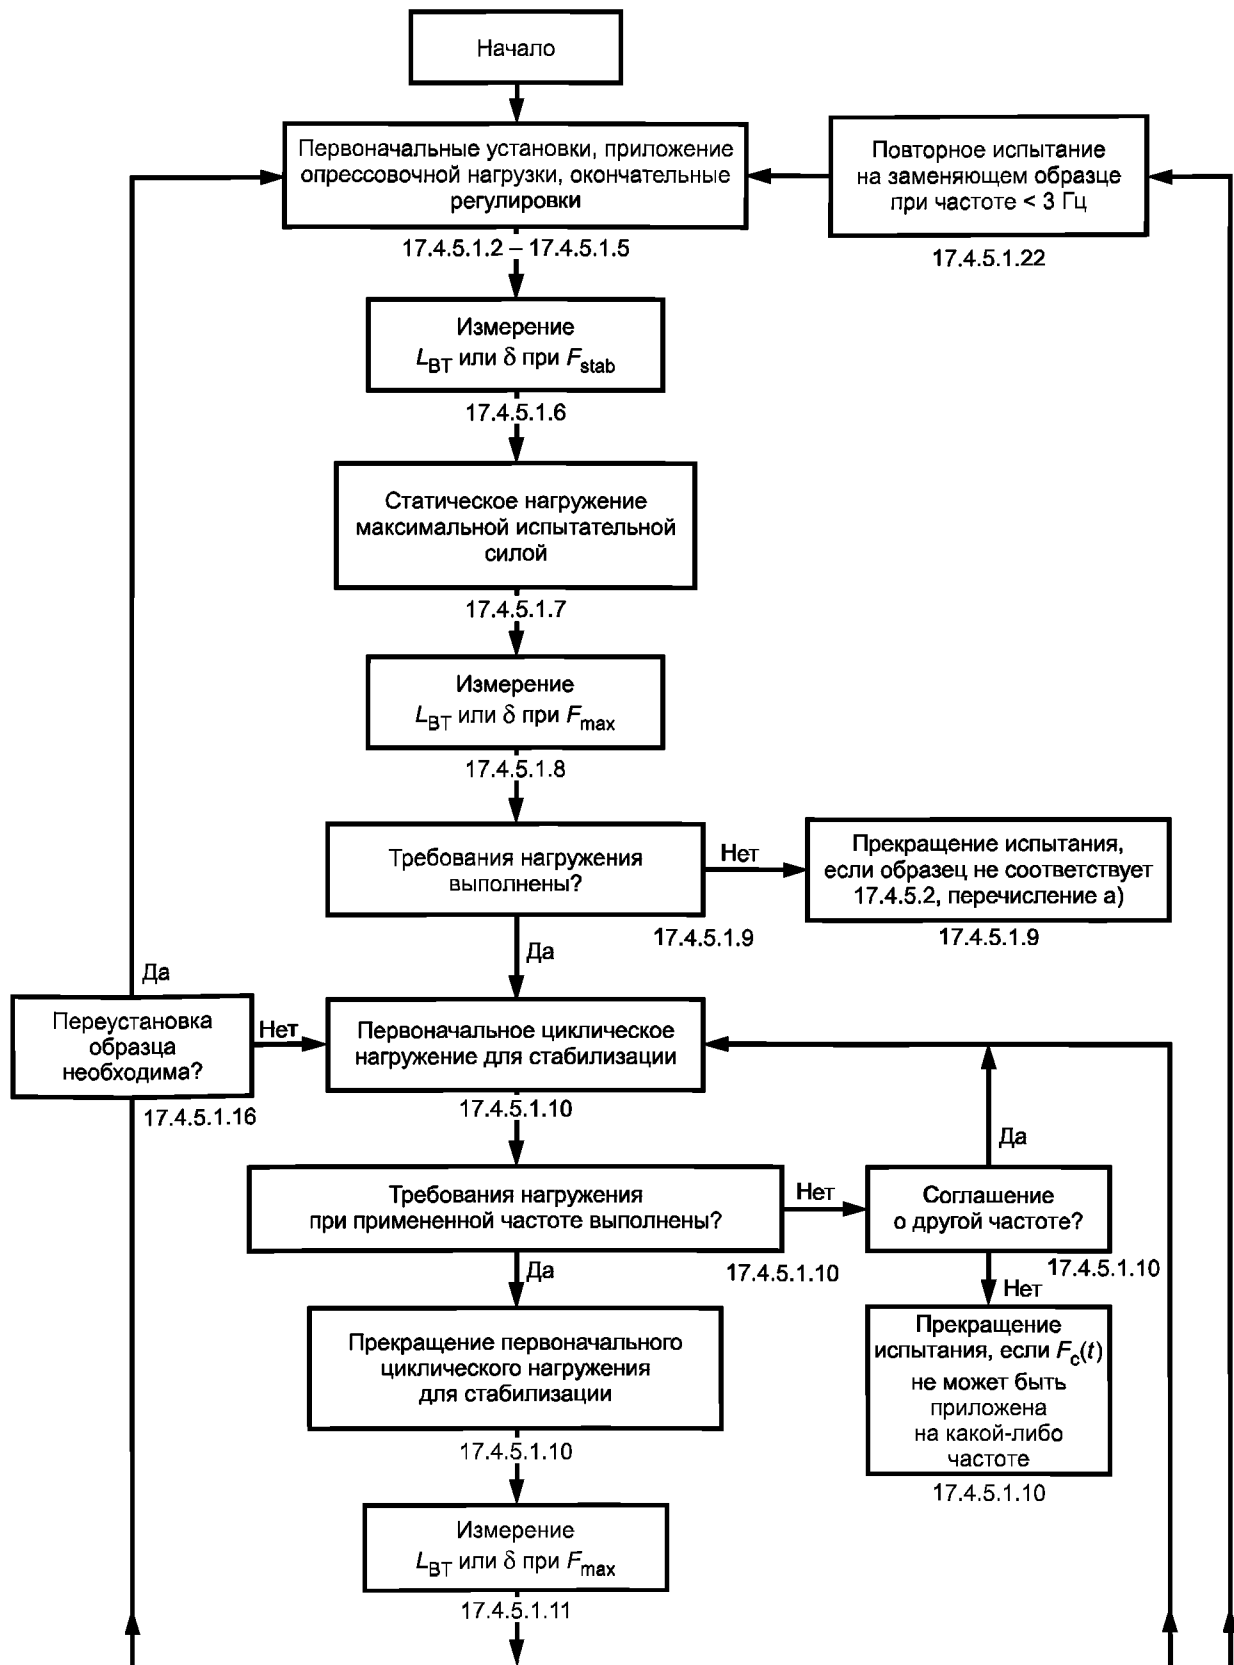 Начало
Первоначальные установки, приложение
опрессовочной нагрузки, окончательные
регулировки
17.4.5.1.2 – 17.4.5.1.5
Повторное испытание
на заменяющем образце
при частоте < 3 Гц
17.4.5.1.22
Измерение
L_BT или δ при F_stab
17.4.5.1.6
Статическое нагружение
максимальной испытательной
силой
17.4.5.1.7
Измерение
L_BT или δ при F_max
17.4.5.1.8
Требования нагружения
выполнены?
17.4.5.1.9
Нет
Прекращение испытания,
если образец не соответствует
17.4.5.2, перечисление а)
17.4.5.1.9
Да
Да
Переустановка
образца
необходима?
17.4.5.1.16
Нет
Первоначальное циклическое
нагружение для стабилизации
17.4.5.1.10
Да
Требования нагружения
при примененной частоте выполнены?
17.4.5.1.10
Нет
Соглашение
о другой частоте?
17.4.5.1.10
Да
Нет
Прекращение первоначального
циклического нагружения
для стабилизации
17.4.5.1.10
Прекращение
испытания, если F_c(t)
не может быть
приложена
на какой-либо
частоте
17.4.5.1.10
Измерение
L_BT или δ при F_max
17.4.5.1.11